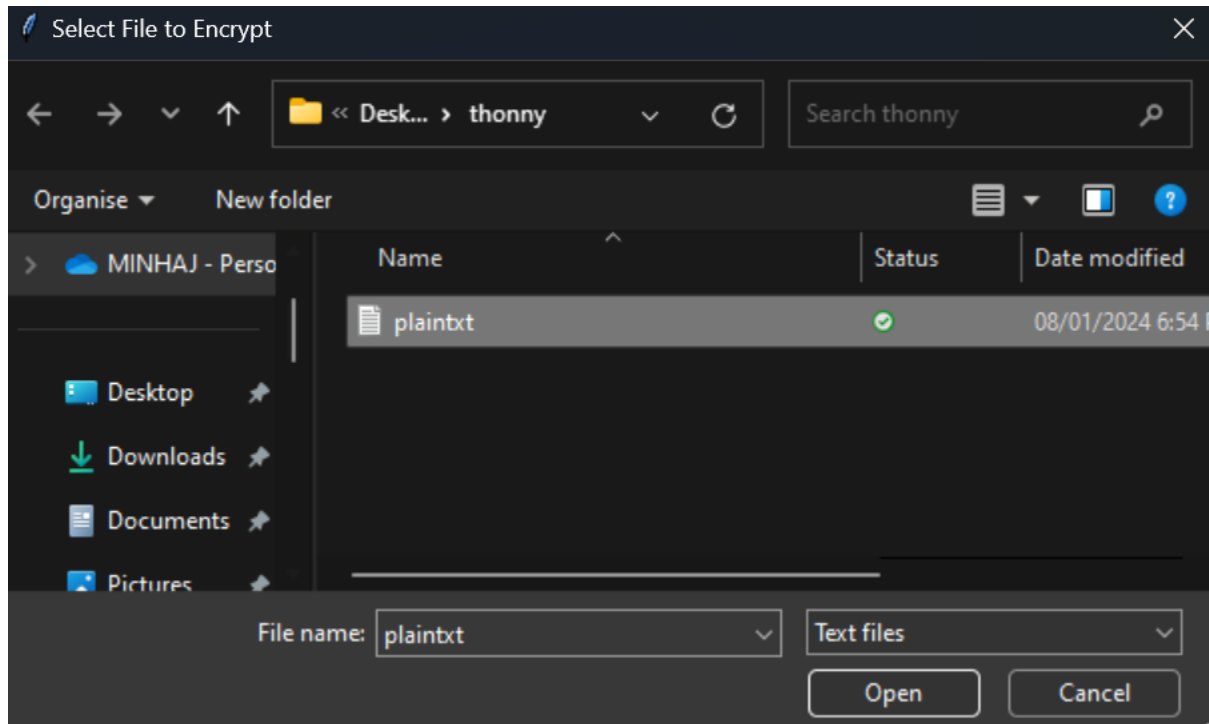 Select File to Encrypt
« Desk... › thonny
Search thonny
Organise
New folder
?
MINHAJ - Perso
Name
Status
Date modified
plaintxt
08/01/2024 6:54
Desktop
Downloads
Documents
Pictures
File name: plaintxt
Text files
Open
Cancel